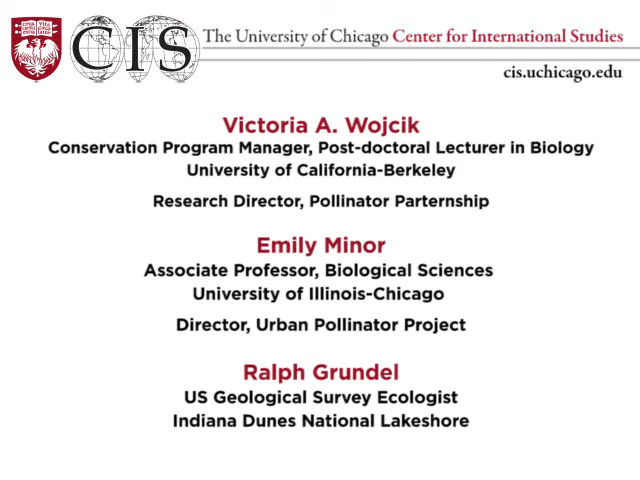 CIS
The University of Chicago Center for International Studies
cis.uchicago.edu
Victoria A. Wojcik
Conservation Program Manager, Post-doctoral Lecturer in Biology
University of California-Berkeley
Research Director, Pollinator Parternship
Emily Minor
Associate Professor, Biological Sciences
University of Illinois-Chicago
Director, Urban Pollinator Project
Ralph Grundel
US Geological Survey Ecologist
Indiana Dunes National Lakeshore